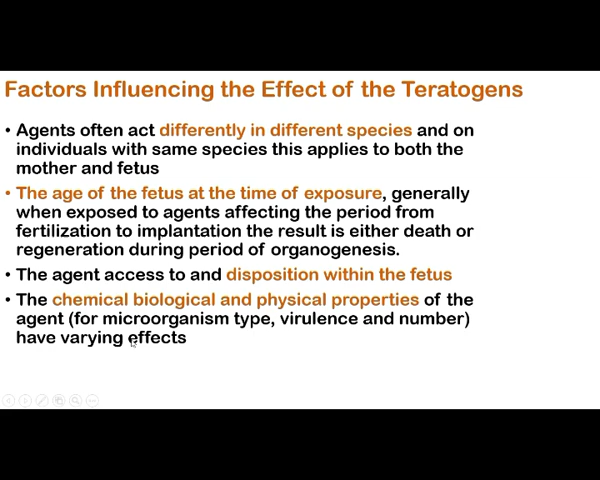 Factors Influencing the Effect of the Teratogens
• Agents often act differently in different species and on
individuals with same species this applies to both the
mother and fetus
• The age of the fetus at the time of exposure, generally
when exposed to agents affecting the period from
fertilization to implantation the result is either death or
regeneration during period of organogenesis.
• The agent access to and disposition within the fetus
• The chemical biological and physical properties of the
agent (for microorganism type, virulence and number)
have varying effects